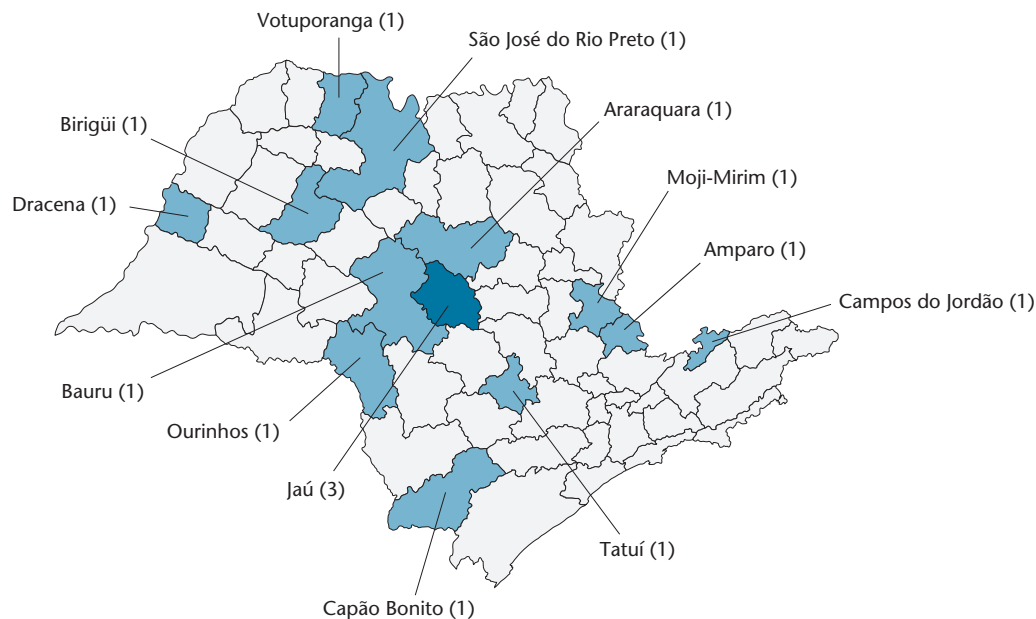 Votuporanga (1)
São José do Rio Preto (1)
Araraquara (1)
Birigüi (1)
Moji-Mirim (1)
Dracena (1)
Amparo (1)
Campos do Jordão (1)
Bauru (1)
Ourinhos (1)
Jaú (3)
Tatuí (1)
Capão Bonito (1)